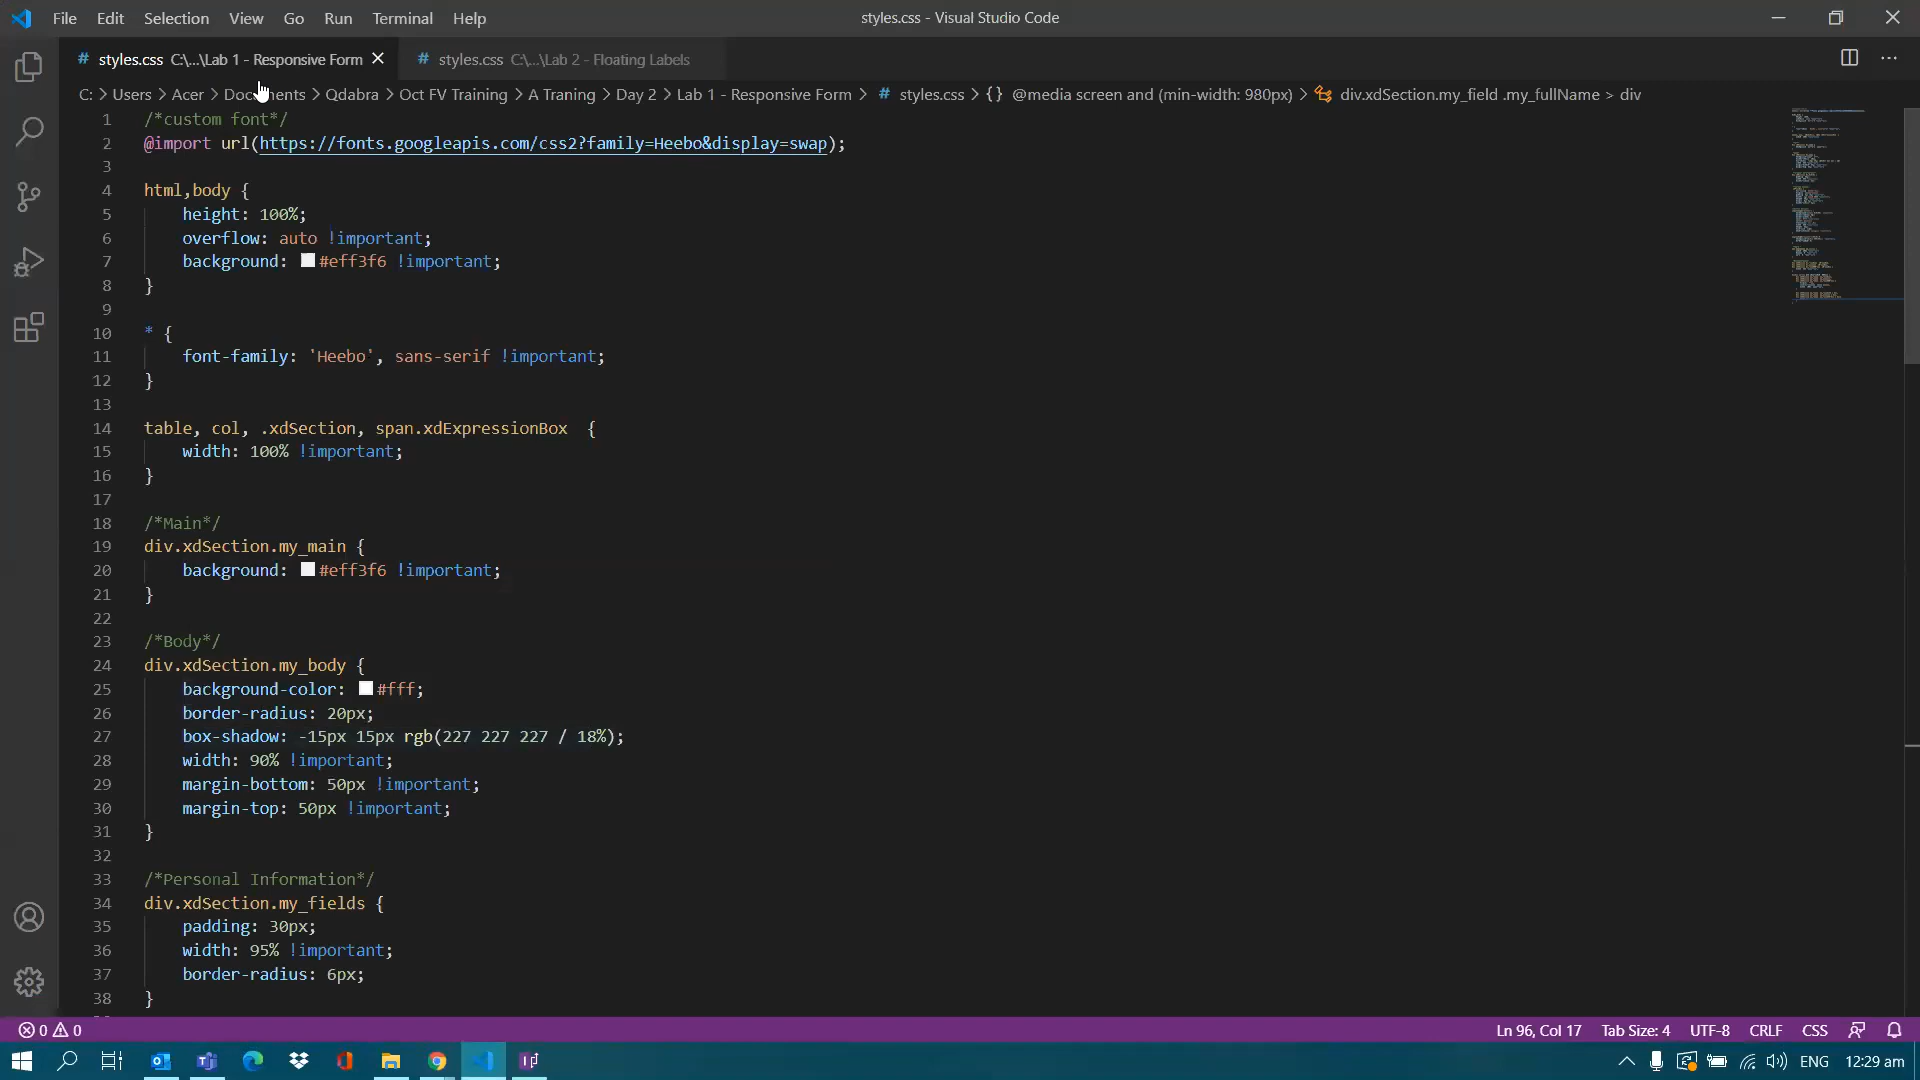 File Edit Selection View Go Run Terminal Help
styles.css - Visual Studio Code
# styles.css C:\...\Lab 1 - Responsive Form
# styles.css C:\...\Lab 2 - Floating Labels
C: > Users > Acer > Documents > Qdabra > Oct FV Training > A Traning > Day 2 > Lab 1 - Responsive Form > # styles.css > {} @media screen and (min-width: 980px) > div.xdSection.my_field .my_fullName > div
1 /*custom font*/
2 @import url(https://fonts.googleapis.com/css2?family=Heebo&display=swap);
3
4 html,body {
5 height: 100%;
6 overflow: auto !important;
7 background: #eff3f6 !important;
8 }
9
10 * {
11 font-family: 'Heebo', sans-serif !important;
12 }
13
14 table, col, .xdSection, span.xdExpressionBox  {
15 width: 100% !important;
16 }
17
18 /*Main*/
19 div.xdSection.my_main {
20 background: #eff3f6 !important;
21 }
22
23 /*Body*/
24 div.xdSection.my_body {
25 background-color: #fff;
26 border-radius: 20px;
27 box-shadow: -15px 15px rgb(227 227 227 / 18%);
28 width: 90% !important;
29 margin-bottom: 50px !important;
30 margin-top: 50px !important;
31 }
32
33 /*Personal Information*/
34 div.xdSection.my_fields {
35 padding: 30px;
36 width: 95% !important;
37 border-radius: 6px;
38 }
0 0
Ln 96, Col 17 Tab Size: 4 UTF-8 CRLF CSS
ENG 12:29 am